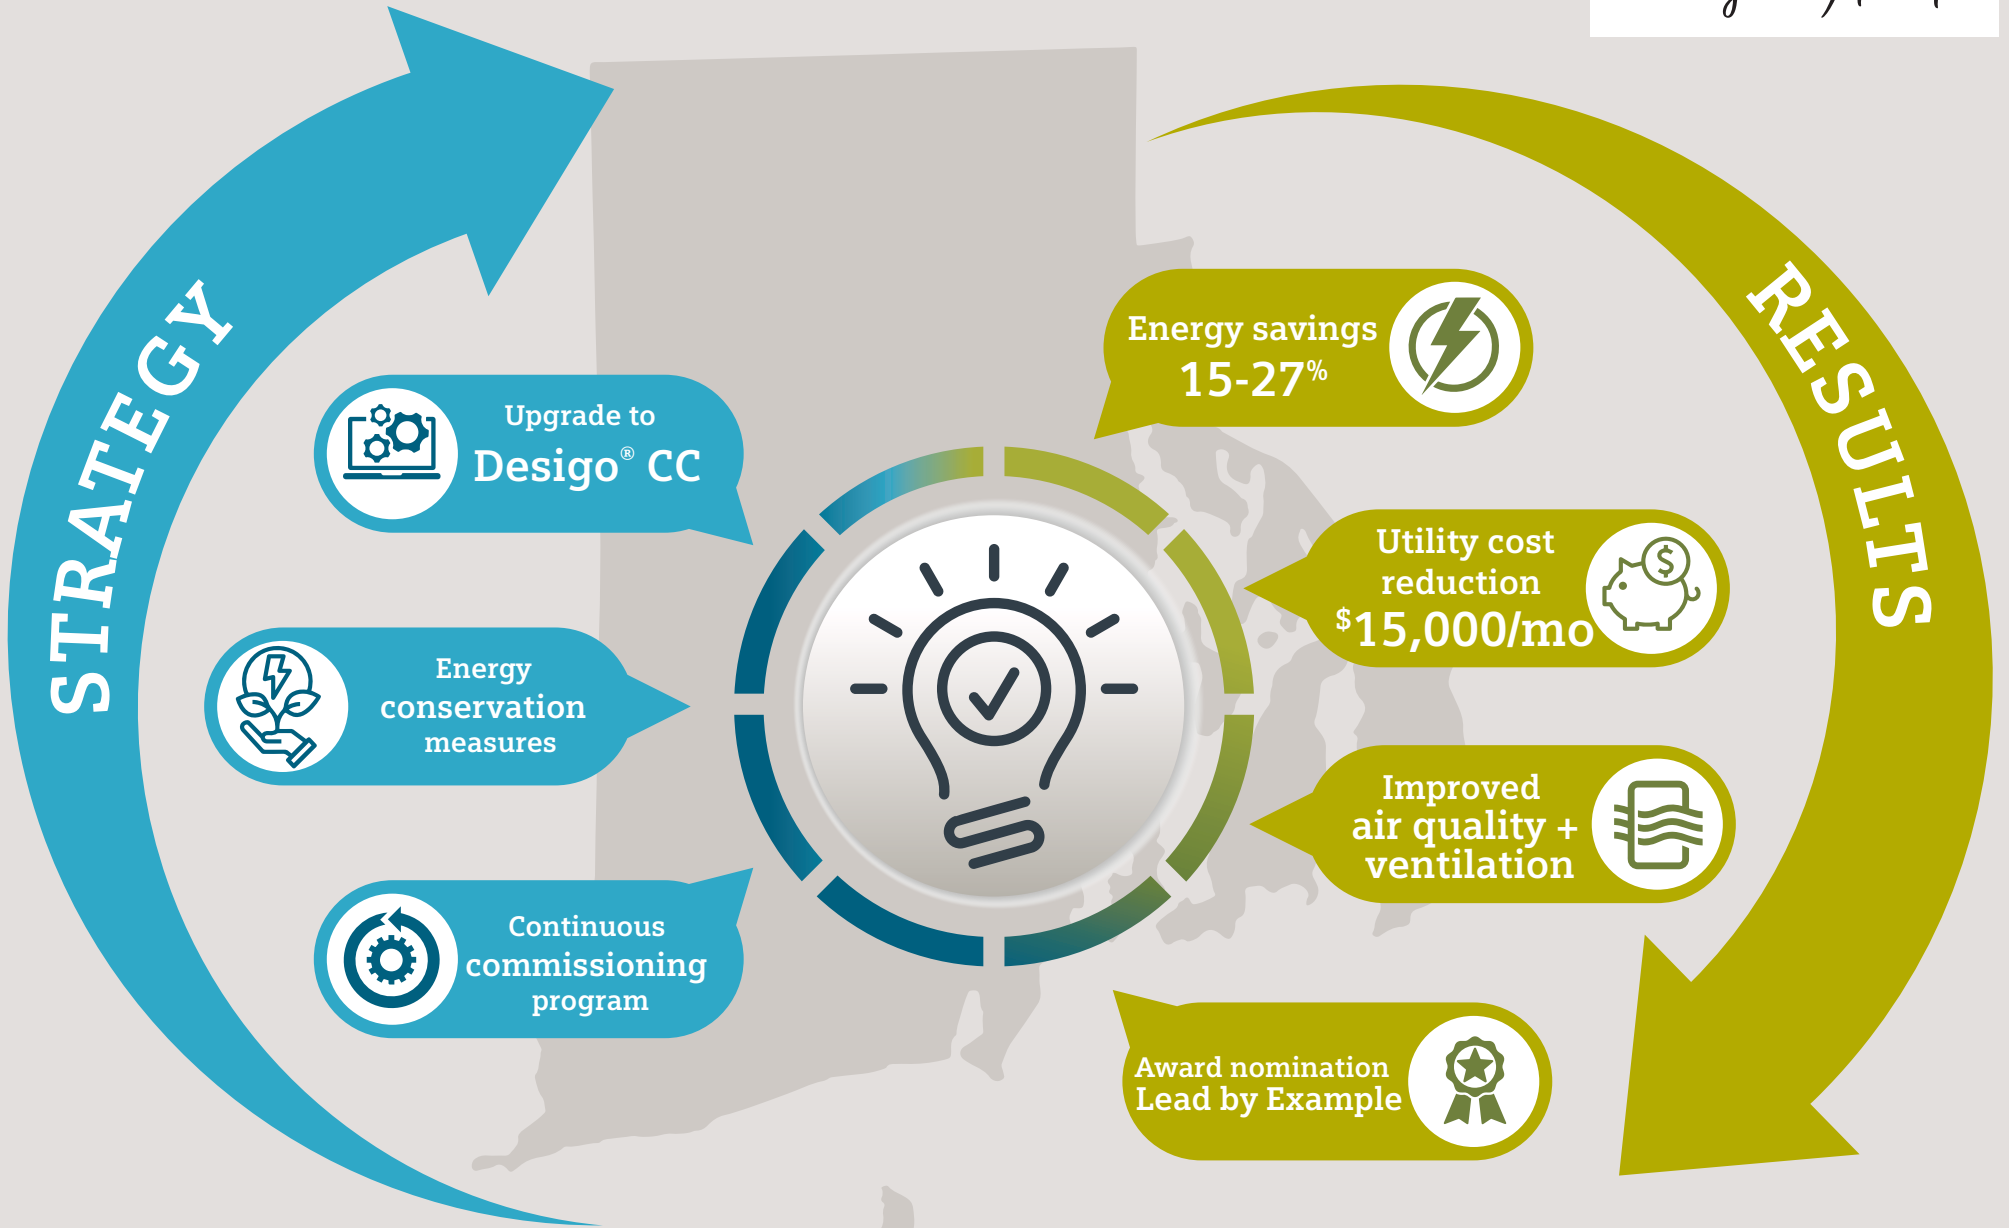 STRATEGY
Upgrade to
Desigo® CC
Energy
conservation
measures
Continuous
commissioning
program
RESULTS
Energy savings
15-27%
Utility cost
reduction
$15,000/mo
Improved
air quality +
ventilation
Award nomination
Lead by Example